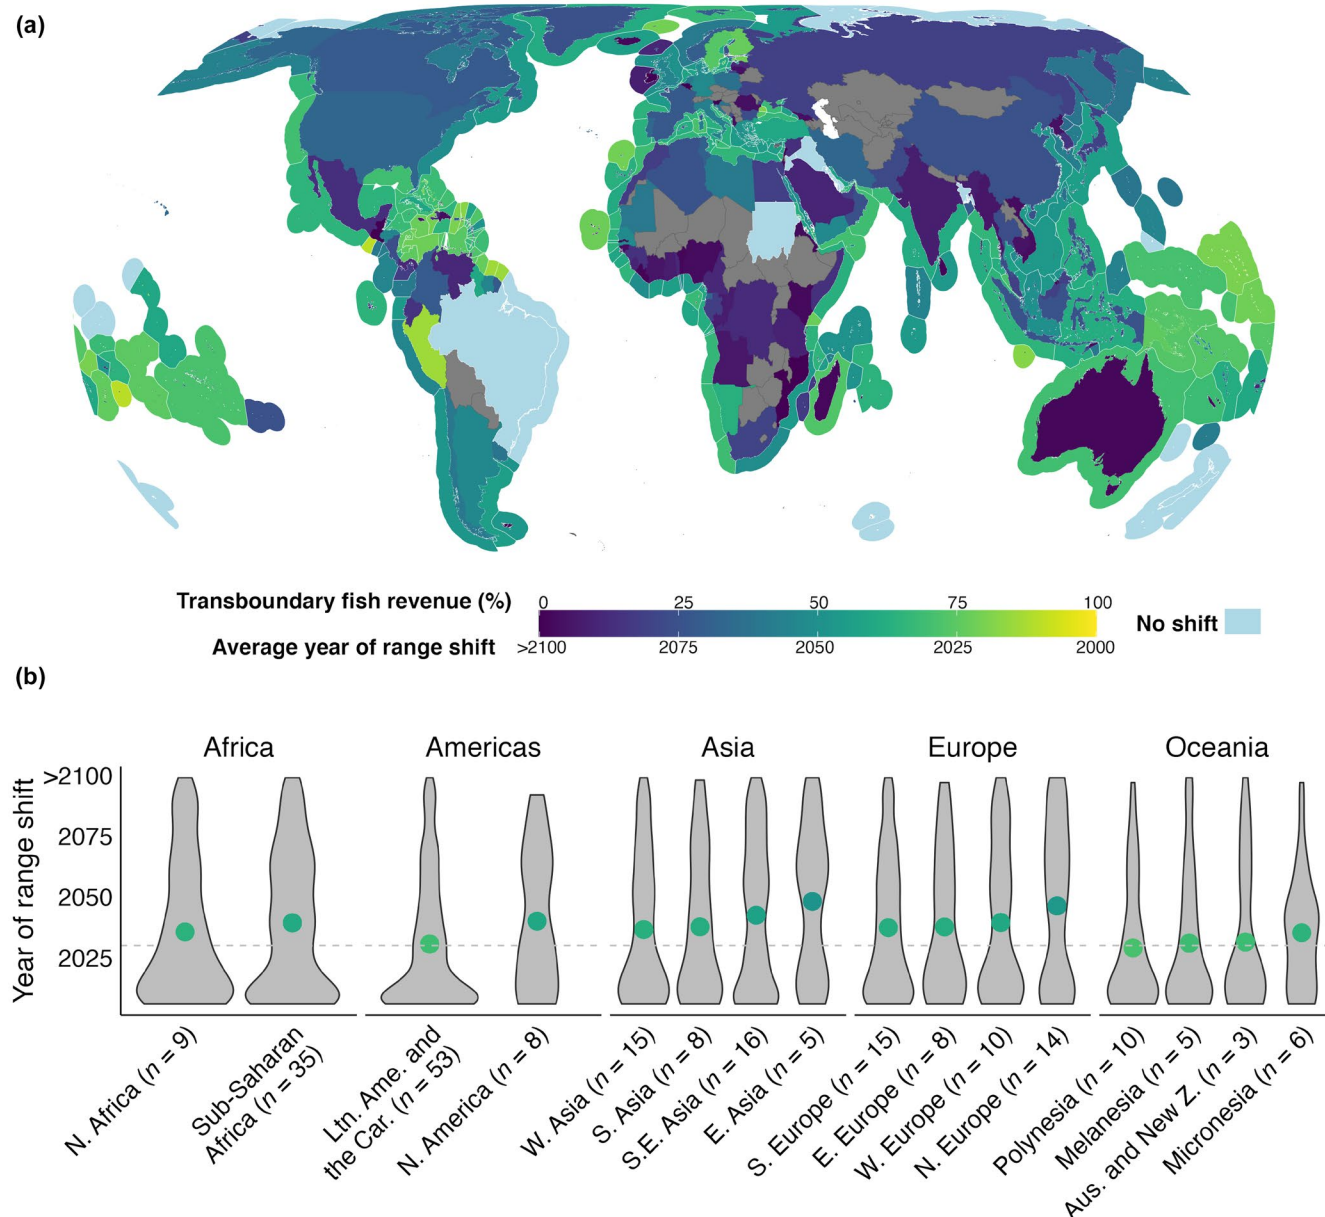 (a)
Transboundary fish revenue (%)
0 25 50 75 100
Average year of range shift
>2100 2075 2050 2025 2000
No shift
(b)
Africa Americas Asia Europe Oceania
Year of range shift
>2100
2075
2050
2025
N. Africa (n = 9)
Sub-Saharan
Africa (n = 35)
Ltn. Ame. and
the Car. (n = 53)
N. America (n = 8)
W. Asia (n = 15)
S. Asia (n = 8)
S.E. Asia (n = 16)
E. Asia (n = 5)
S. Europe (n = 15)
E. Europe (n = 8)
W. Europe (n = 10)
N. Europe (n = 14)
Polynesia (n = 10)
Melanesia (n = 5)
Aus. and New Z. (n = 3)
Micronesia (n = 6)